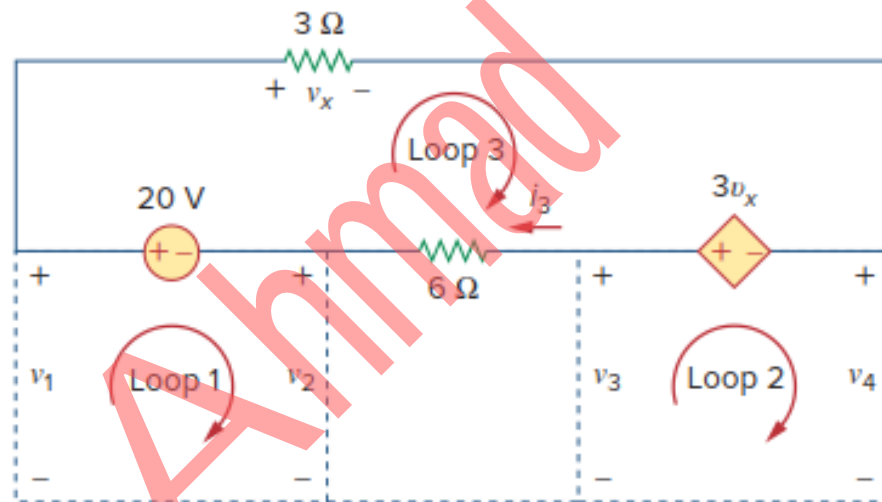 3 Ω
+ vₓ −
Loop 3
20 V
i₃
3vₓ
+ −
+ −
+ + 6 Ω + +
v₁ Loop 1 v₂ v₃ Loop 2 v₄
− − − −
Ahmad